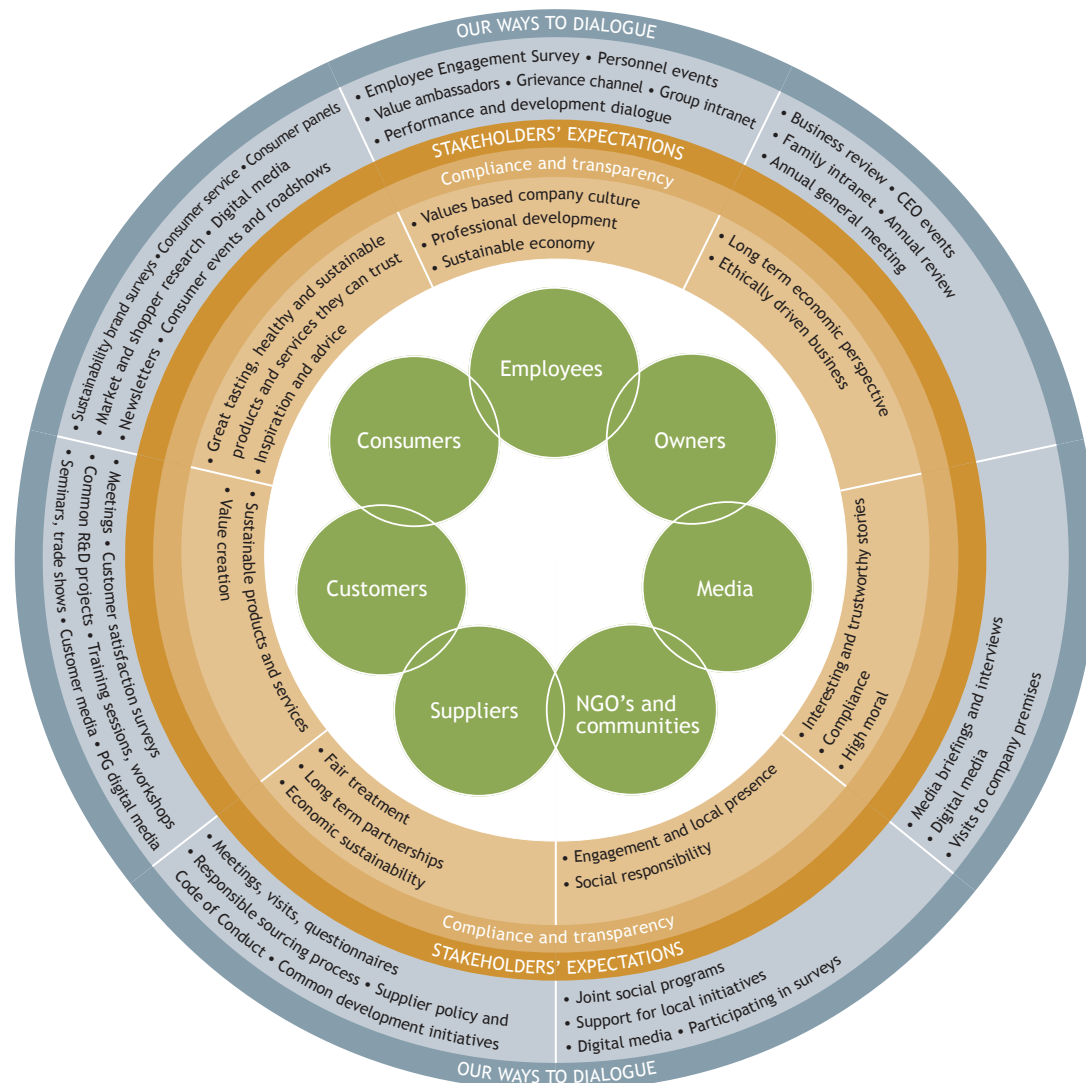 OUR WAYS TO DIALOGUE
• Employee Engagement Survey • Personnel events
• Value ambassadors • Grievance channel • Group intranet
• Performance and development dialogue
• Business review • CEO events
• Family intranet • Annual review
• Annual general meeting
• Sustainability brand surveys • Consumer service • Consumer panels
• Market and shopper research • Digital media
• Newsletters • Consumer events and roadshows
STAKEHOLDERS’ EXPECTATIONS
Compliance and transparency
• Values based company culture
• Professional development
• Sustainable economy
• Long term economic perspective
• Ethically driven business
• Great tasting, healthy and sustainable
products and services they can trust
• Inspiration and advice
Employees
Consumers
Owners
Customers
Media
Suppliers
NGO’s and
communities
• Sustainable products and services
• Value creation
• Interesting and trustworthy stories
• Compliance
• High moral
• Meetings • Customer satisfaction surveys
• Common R&D projects • Training sessions, workshops
• Seminars, trade shows • Customer media • PG digital media
• Media briefings and interviews
• Digital media
• Visits to company premises
• Fair treatment
• Long term partnerships
• Economic sustainability
• Engagement and local presence
• Social responsibility
Compliance and transparency
STAKEHOLDERS’ EXPECTATIONS
• Meetings, visits, questionnaires
• Responsible sourcing process • Supplier policy and
Code of Conduct • Common development initiatives
• Joint social programs
• Support for local initiatives
• Digital media • Participating in surveys
OUR WAYS TO DIALOGUE